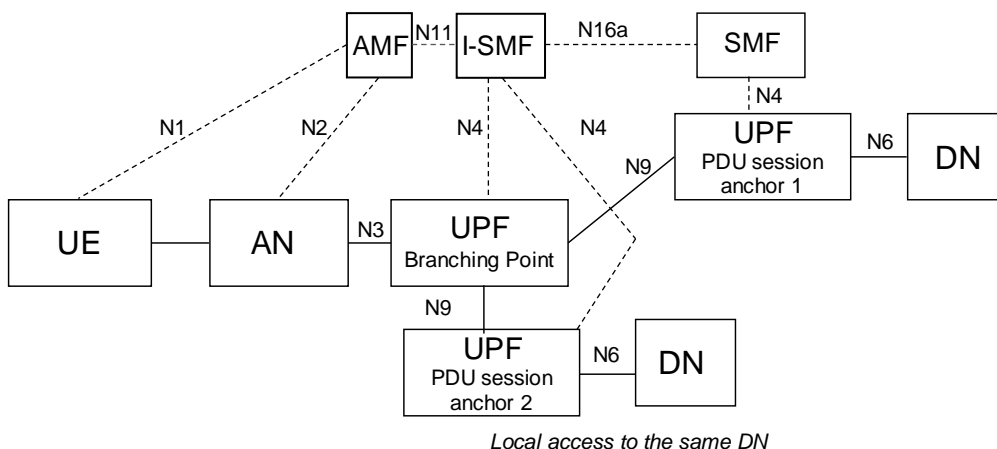 AMF
N11
I-SMF
N16a
SMF
N1
N2
N4
N4
N4
UPF
PDU session
anchor 1
N6
DN
N9
UE
AN
N3
UPF
Branching Point
N9
UPF
PDU session
anchor 2
N6
DN
Local access to the same DN